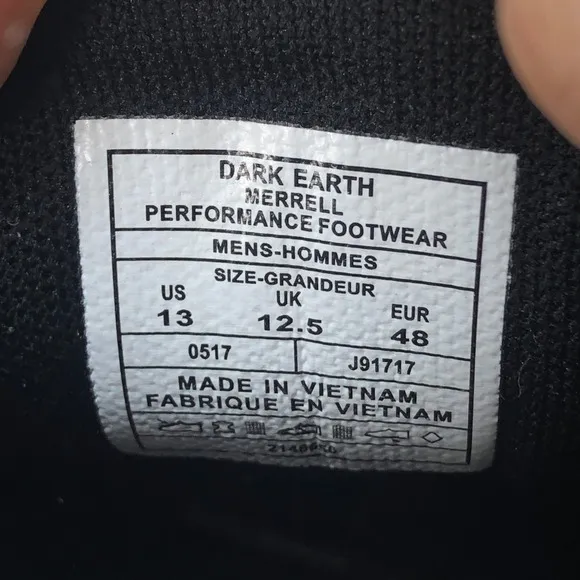 DARK EARTH
MERRELL
PERFORMANCE FOOTWEAR
MENS-HOMMES
SIZE-GRANDEUR
US UK EUR
13 12.5 48
0517 J91717
MADE IN VIETNAM
FABRIQUE EN VIETNAM